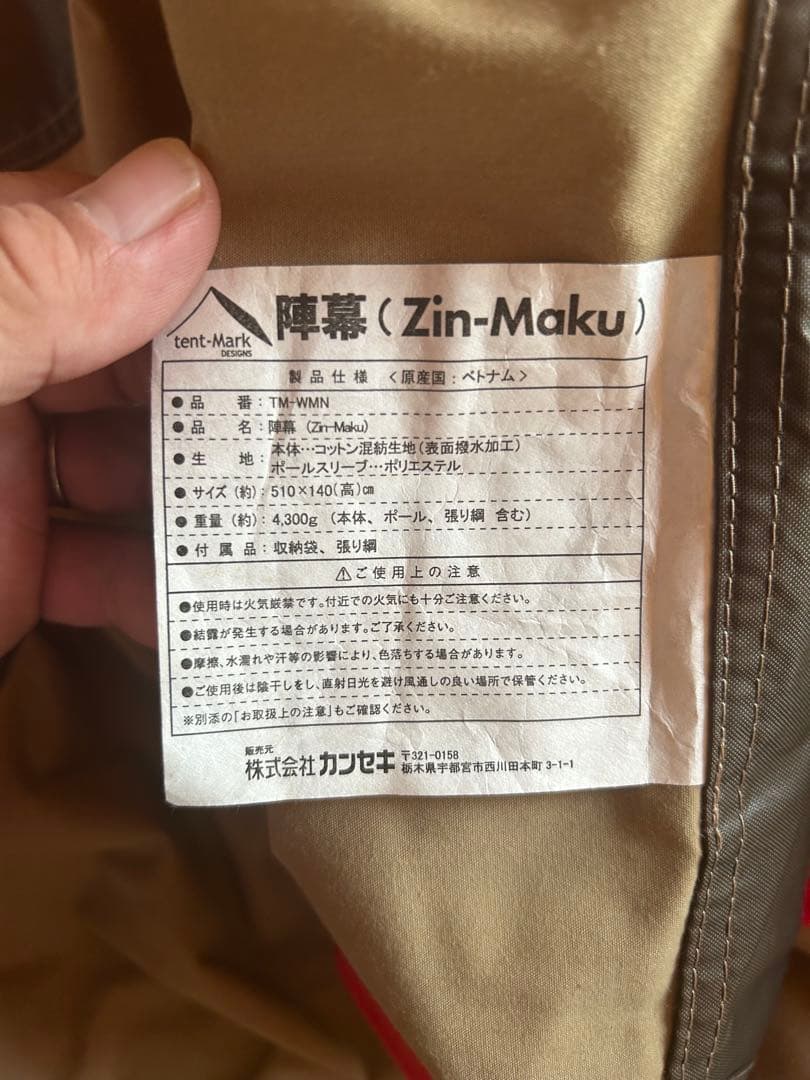 tent-Mark
DESIGNS
陣幕(Zin-Maku)
製品仕様 〈原産国:ベトナム〉
●品 番:TM-WMN
●品 名:陣幕 (Zin-Maku)
●生 地:本体…コットン混紡生地(表面撥水加工)
ポールスリーブ…ポリエステル
●サイズ(約):510×140(高)㎝
●重量(約):4,300g (本体、ポール、張り綱 含む)
●付属品:収納袋、張り綱
⚠ご使用上の注意
●使用時は火気厳禁です。付近での火気にも十分ご注意ください。
●結露が発生する場合があります。ご了承ください。
●摩擦、水濡れや汗等の影響により、色落ちする場合があります。
●ご使用後は陰干しをし、直射日光を避け風通しの良い場所で保管ください。
※別添の「お取扱上の注意」もご確認ください。
販売元
株式会社カンセキ
〒321-0158
栃木県宇都宮市西川田本町 3-1-1